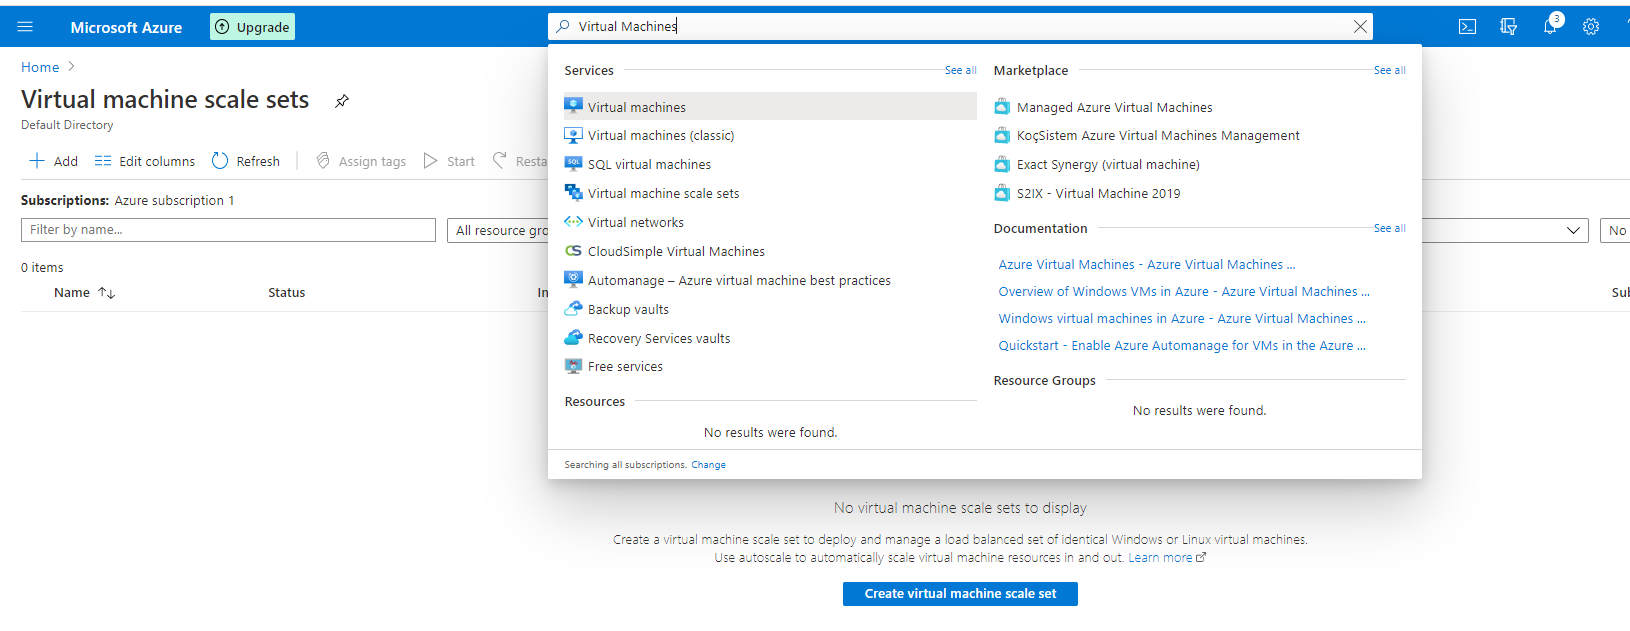 Microsoft Azure
Upgrade
Virtual Machines
3
Home
Virtual machine scale sets
Default Directory
Add
Edit columns
Refresh
Assign tags
Start
Resta
Subscriptions: Azure subscription 1
Filter by name...
All resource gro
No
0 items
Name
Status
In
Sub
Services
See all
Virtual machines
Virtual machines (classic)
SQL virtual machines
Virtual machine scale sets
Virtual networks
CloudSimple Virtual Machines
Automanage – Azure virtual machine best practices
Backup vaults
Recovery Services vaults
Free services
Resources
No results were found.
Marketplace
See all
Managed Azure Virtual Machines
KoçSistem Azure Virtual Machines Management
Exact Synergy (virtual machine)
S2IX - Virtual Machine 2019
Documentation
See all
Azure Virtual Machines - Azure Virtual Machines ...
Overview of Windows VMs in Azure - Azure Virtual Machines ...
Windows virtual machines in Azure - Azure Virtual Machines ...
Quickstart - Enable Azure Automanage for VMs in the Azure ...
Resource Groups
No results were found.
Searching all subscriptions. Change
No virtual machine scale sets to display
Create a virtual machine scale set to deploy and manage a load balanced set of identical Windows or Linux virtual machines.
Use autoscale to automatically scale virtual machine resources in and out. Learn more
Create virtual machine scale set